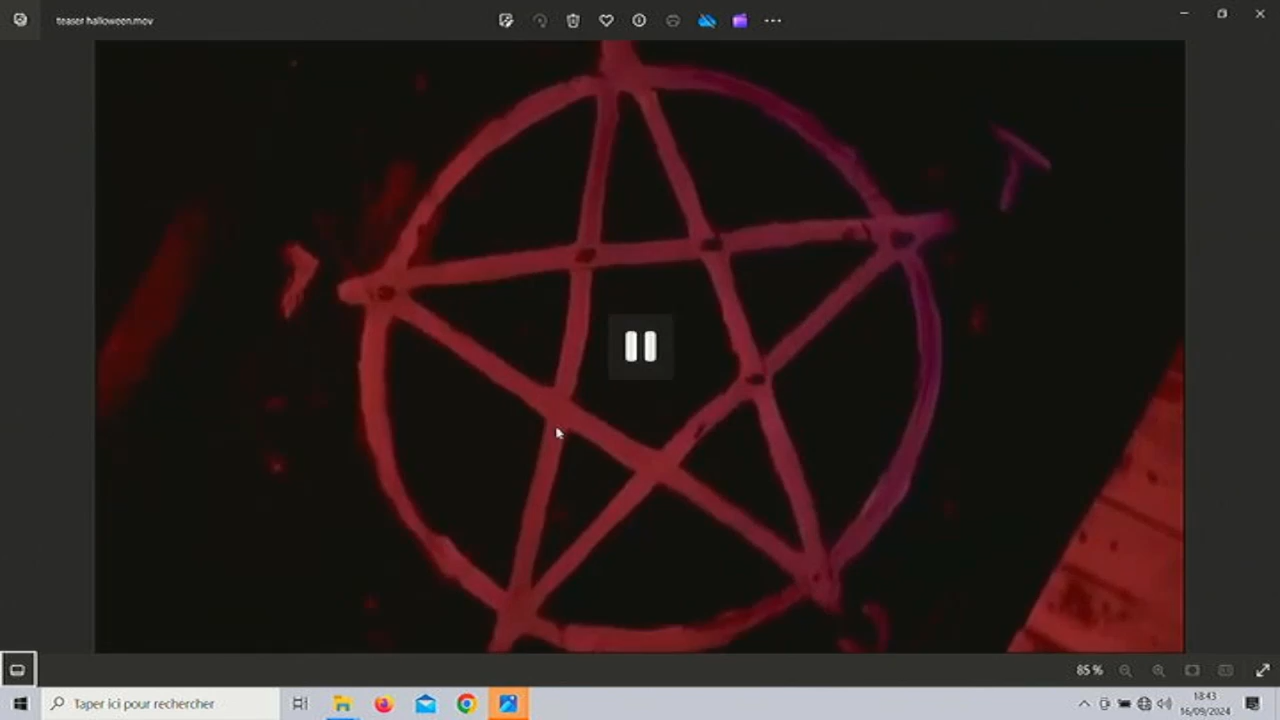 teaser halloween.mov
T
85 %
Taper ici pour rechercher
18:43
16/09/2024